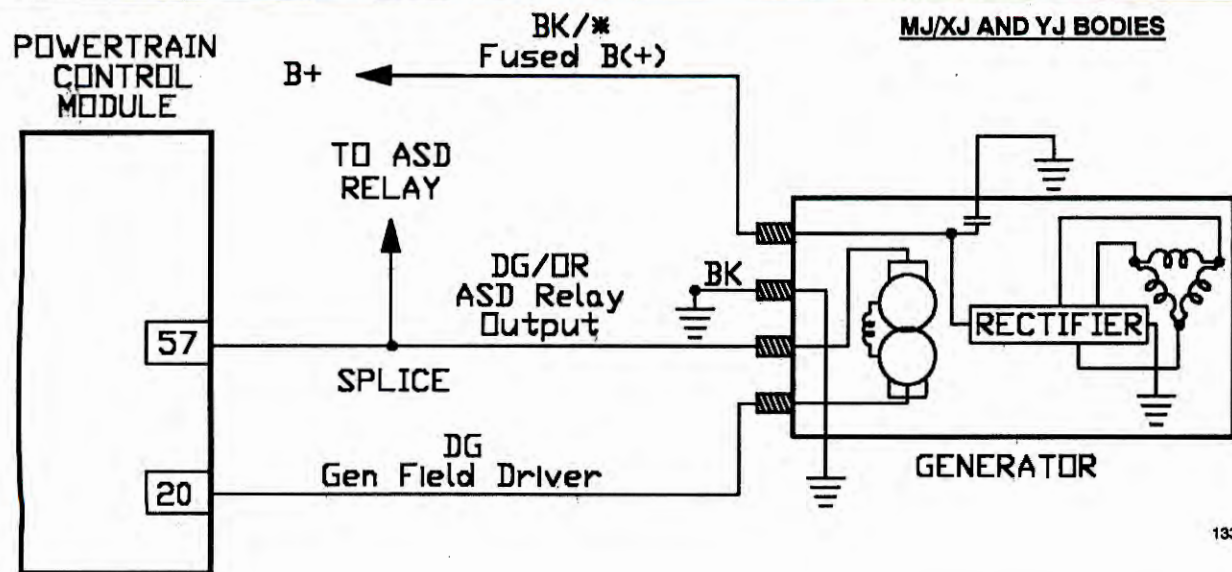 MJ/XJ AND YJ BODIES
POWERTRAIN
CONTROL
MODULE
BK/*
Fused B(+)
B+
TO ASD
RELAY
DG/OR
ASD Relay
Output
BK
57
SPLICE
RECTIFIER
DG
Gen Field Driver
20
GENERATOR
133